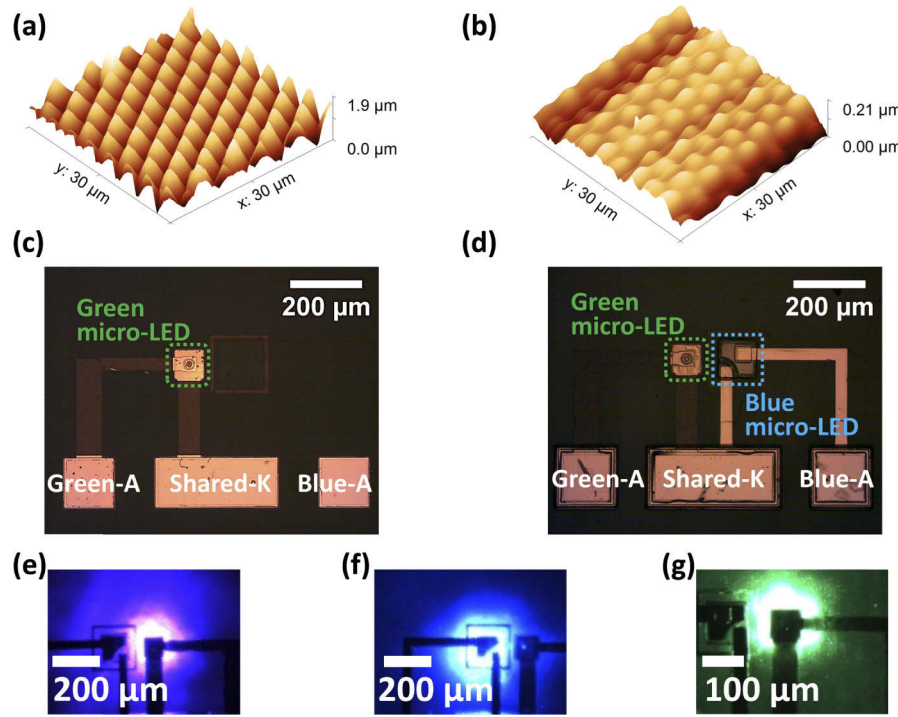 (a)
1.9 µm
0.0 µm
y: 30 µm
x: 30 µm
(b)
0.21 µm
0.00 µm
y: 30 µm
x: 30 µm
(c)
200 µm
Green
micro-LED
Green-A
Shared-K
Blue-A
(d)
200 µm
Green
micro-LED
Blue
micro-LED
Green-A
Shared-K
Blue-A
(e)
200 µm
(f)
200 µm
(g)
100 µm